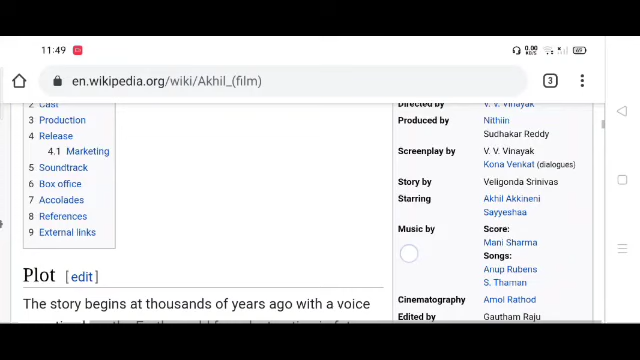 11:49
0.00
KB/S
69
en.wikipedia.org/wiki/Akhil_(film)
3
2 Cast
3 Production
4 Release
4.1 Marketing
5 Soundtrack
6 Box office
7 Accolades
8 References
9 External links
Plot [ edit ]
The story begins at thousands of years ago with a voice
Directed by V. V. Vinayak
Produced by Nithiin
Sudhakar Reddy
Screenplay by V. V. Vinayak
Kona Venkat (dialogues)
Story by Veligonda Srinivas
Starring Akhil Akkineni
Sayyeshaa
Music by Score:
Mani Sharma
Songs:
Anup Rubens
S. Thaman
Cinematography Amol Rathod
Edited by Gautham Raju